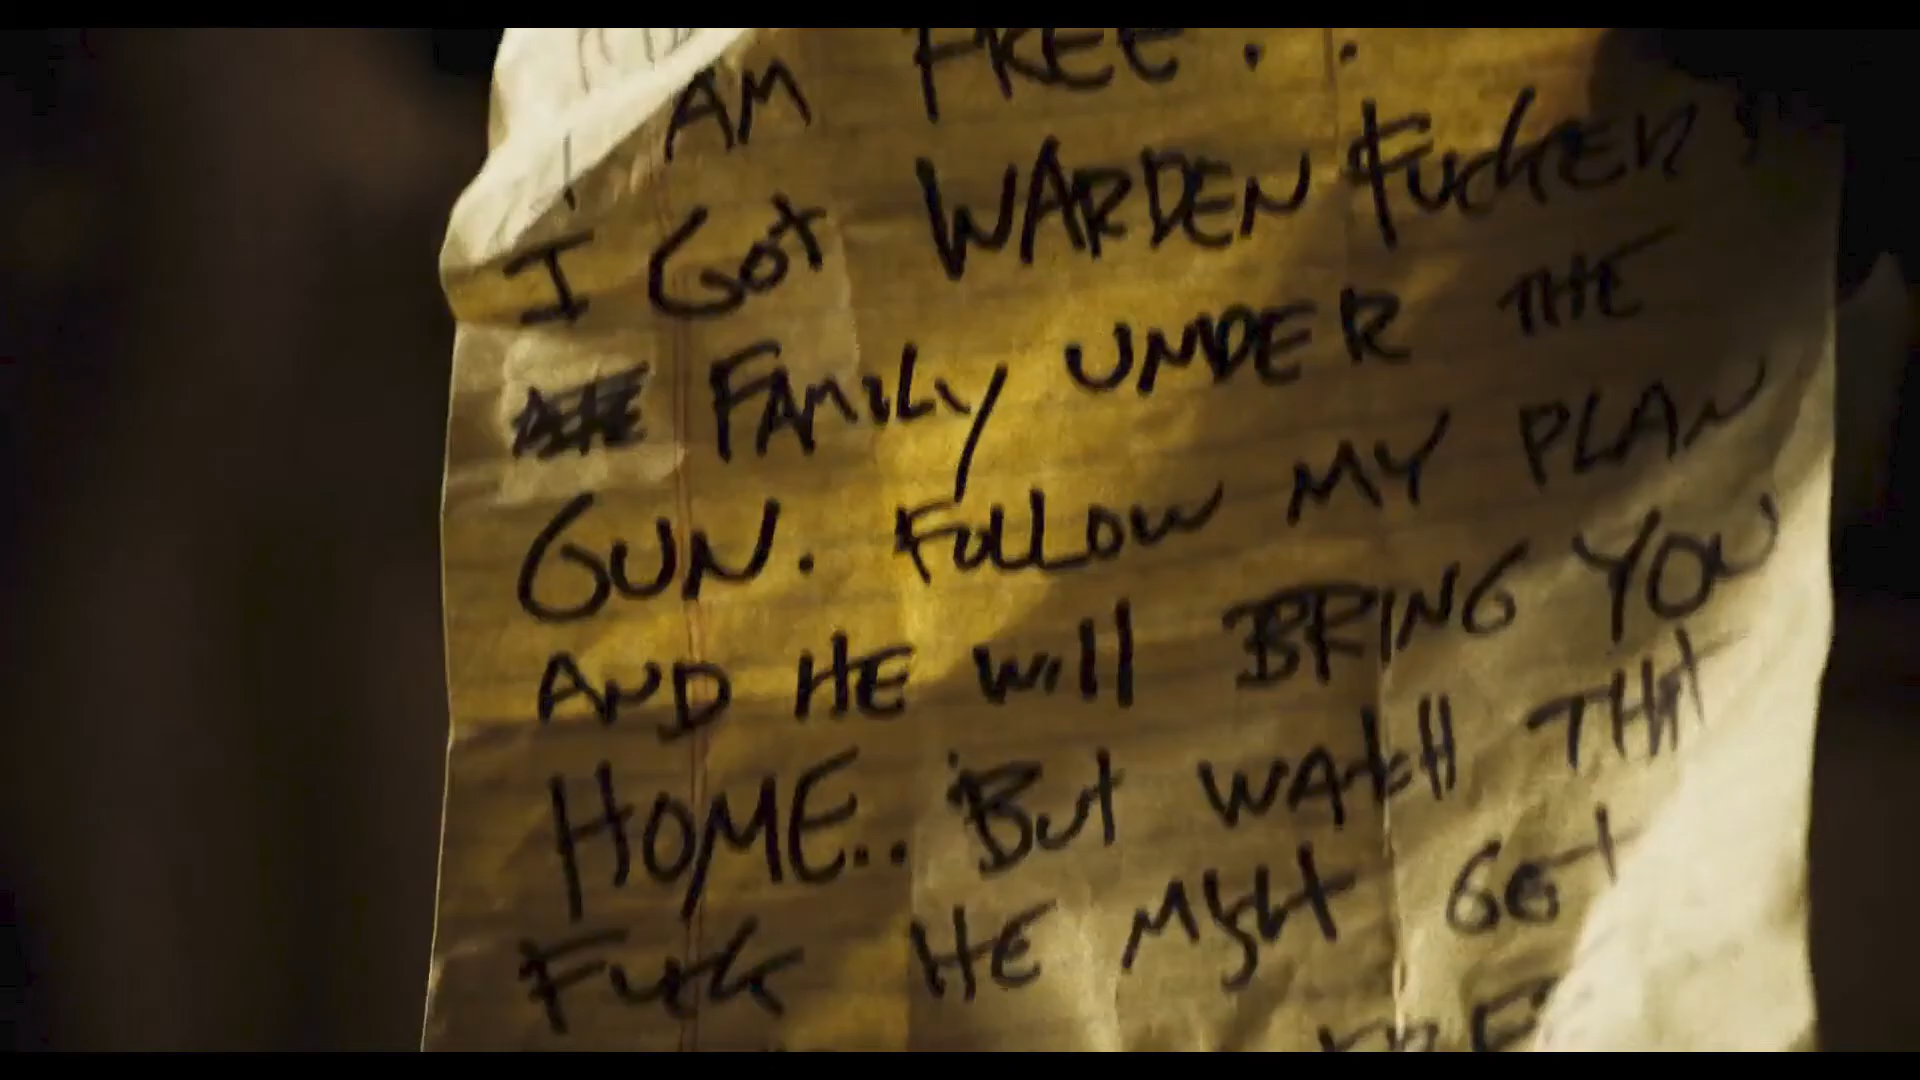 I AM FREE..
I GOt WARDEN FUCKER
FAMILY UNDER THE
GUN. FOLLOW MY PLAN
AND HE Will BRING YOU
HOME.. But WAtcH THAt
FUCK HE MigHt GEt